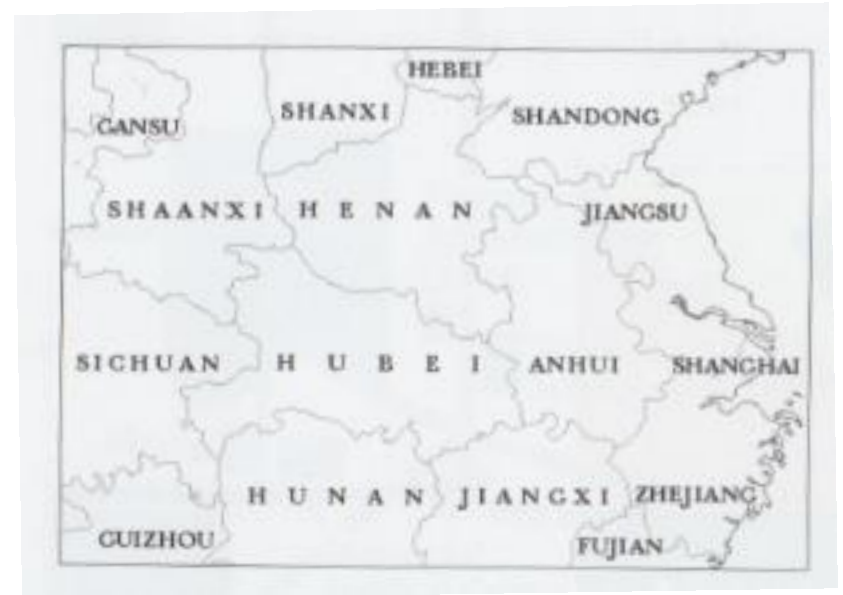 HEBEI
SHANXI
SHANDONG
GANSU
SHAANXI
HENAN
JIANGSU
SICHUAN
HUBEI
ANHUI
SHANGHAI
HUNAN
JIANGXI
ZHEJIANG
GUIZHOU
FUJIAN